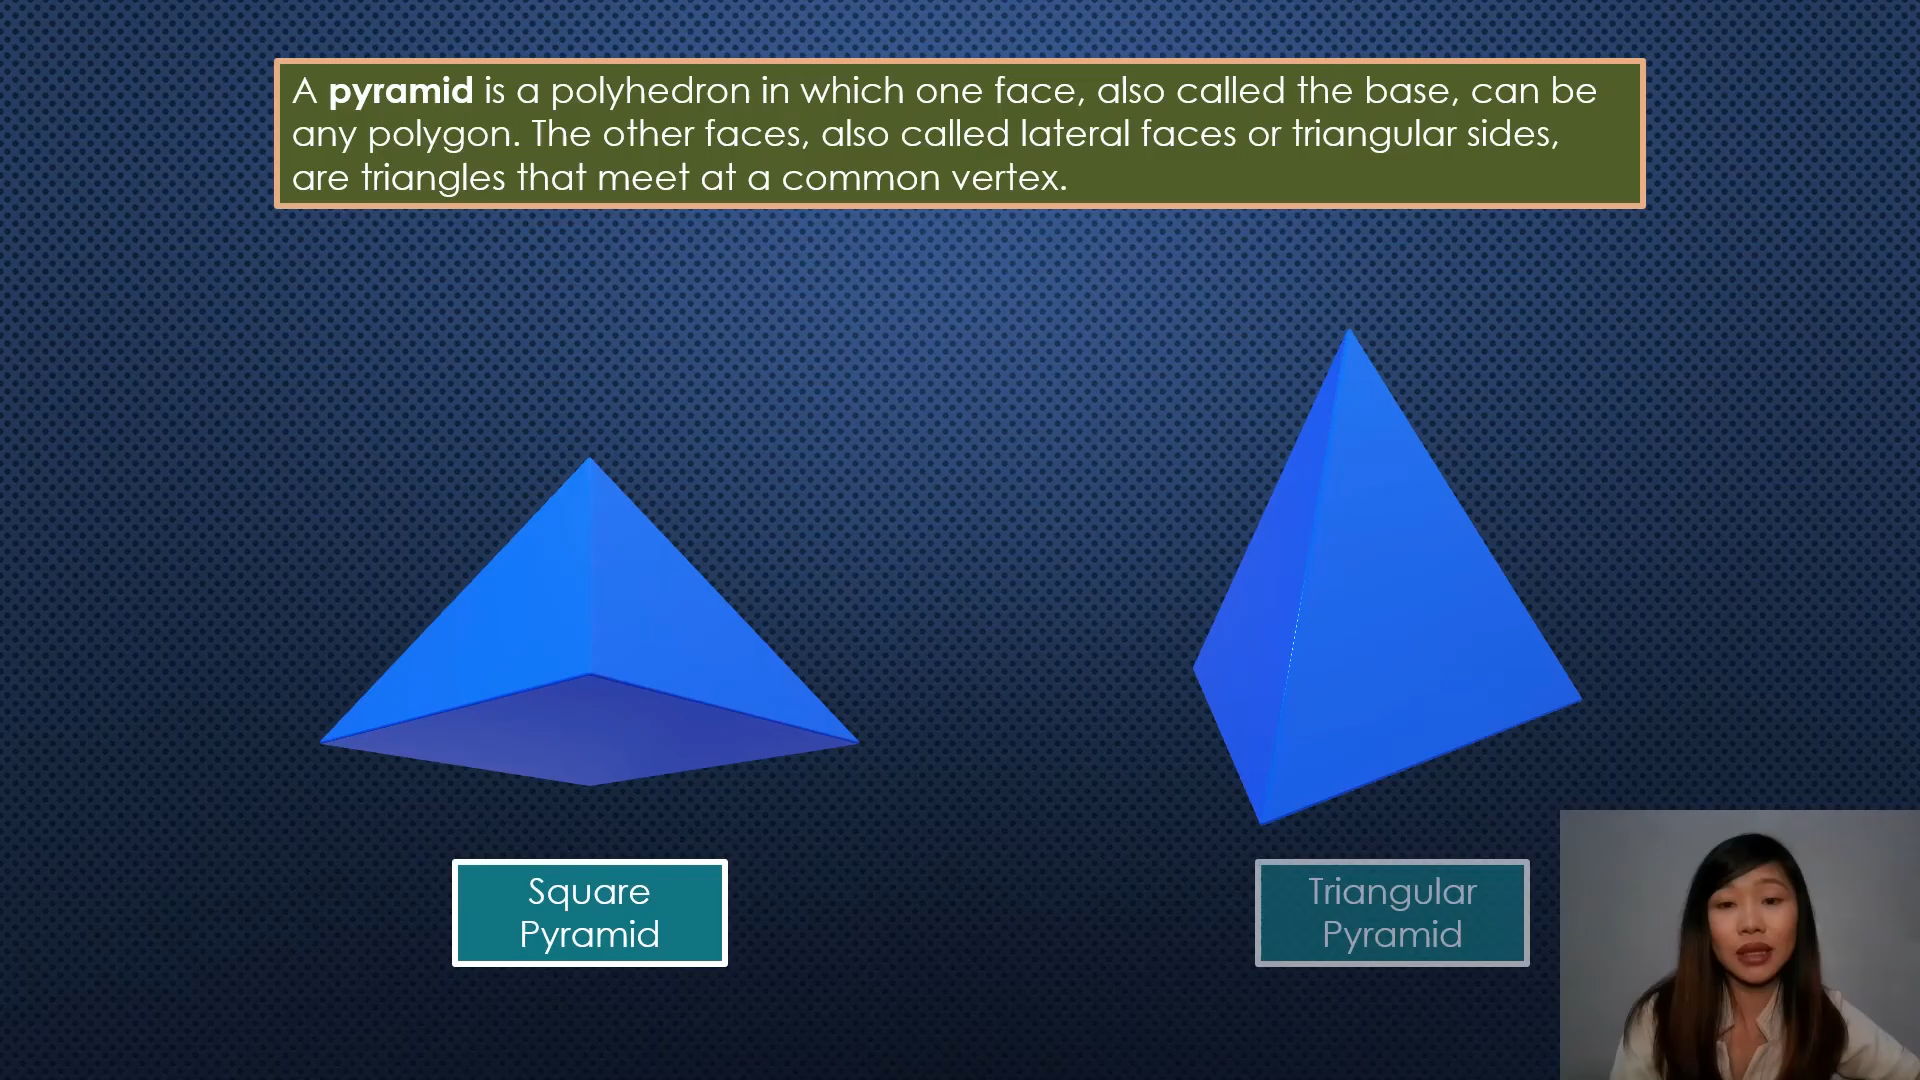 A pyramid is a polyhedron in which one face, also called the base, can be
any polygon. The other faces, also called lateral faces or triangular sides,
are triangles that meet at a common vertex.
Square
Pyramid
Triangular
Pyramid